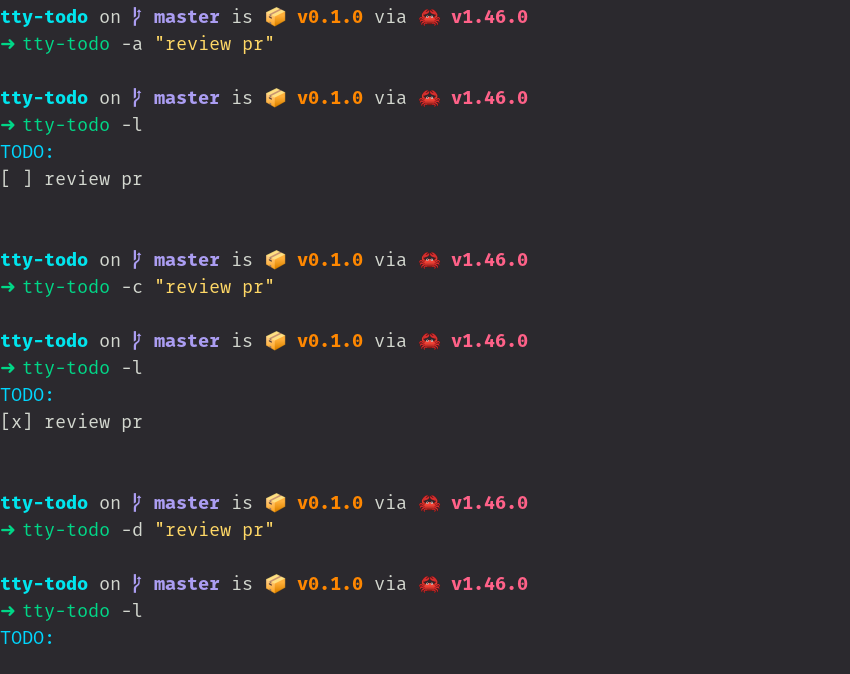 tty-todo on master is 📦 v0.1.0 via 🦀 v1.46.0
➜ tty-todo -a "review pr"
tty-todo on master is 📦 v0.1.0 via 🦀 v1.46.0
➜ tty-todo -l
TODO:
[ ] review pr
tty-todo on master is 📦 v0.1.0 via 🦀 v1.46.0
➜ tty-todo -c "review pr"
tty-todo on master is 📦 v0.1.0 via 🦀 v1.46.0
➜ tty-todo -l
TODO:
[x] review pr
tty-todo on master is 📦 v0.1.0 via 🦀 v1.46.0
➜ tty-todo -d "review pr"
tty-todo on master is 📦 v0.1.0 via 🦀 v1.46.0
➜ tty-todo -l
TODO: